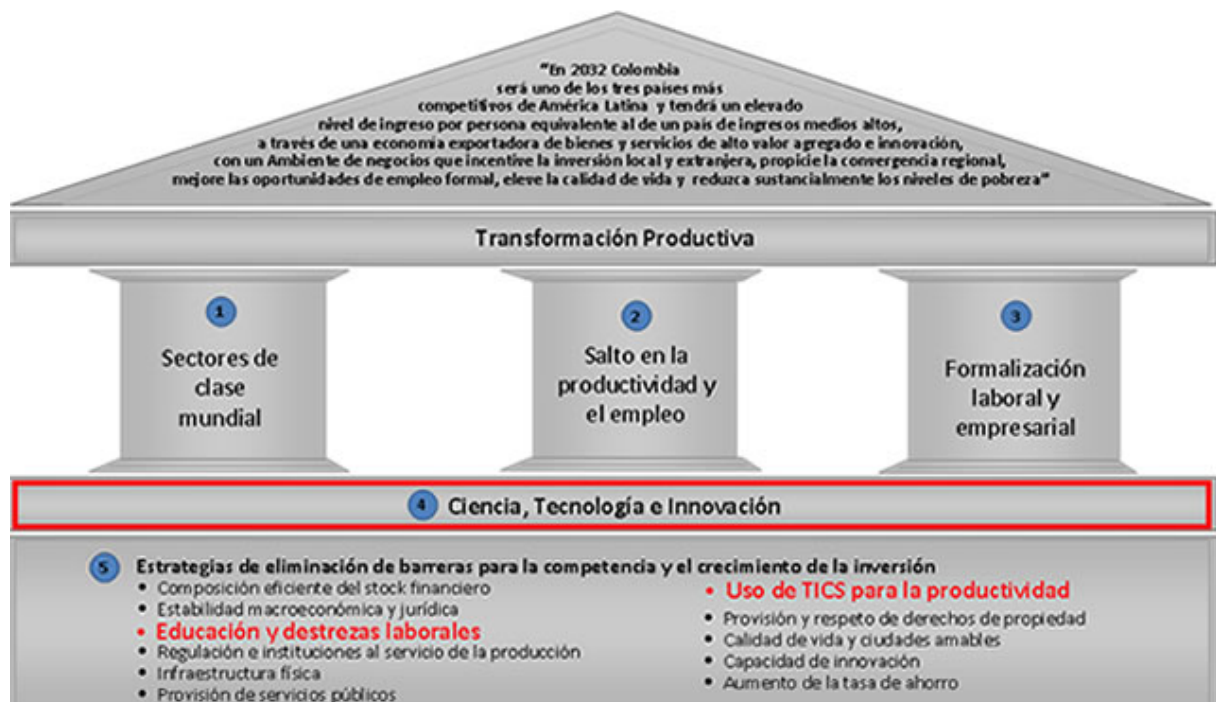 “En 2032 Colombia
será uno de los tres países más
competitivos de América Latina y tendrá un elevado
nivel de ingreso por persona equivalente al de un país de ingresos medios altos,
a través de una economía exportadora de bienes y servicios de alto valor agregado e innovación,
con un Ambiente de negocios que incentive la inversión local y extranjera, propicie la convergencia regional,
mejore las oportunidades de empleo formal, eleve la calidad de vida y reduzca sustancialmente los niveles de pobreza”
Transformación Productiva
1
Sectores de
clase
mundial
2
Salto en la
productividad y
el empleo
3
Formalización
laboral y
empresarial
4 Ciencia, Tecnología e Innovación
5 Estrategias de eliminación de barreras para la competencia y el crecimiento de la inversión
• Composición eficiente del stock financiero
• Estabilidad macroeconómica y jurídica
• Educación y destrezas laborales
• Regulación e instituciones al servicio de la producción
• Infraestructura física
• Provisión de servicios públicos
• Uso de TICS para la productividad
• Provisión y respeto de derechos de propiedad
• Calidad de vida y ciudades amables
• Capacidad de innovación
• Aumento de la tasa de ahorro